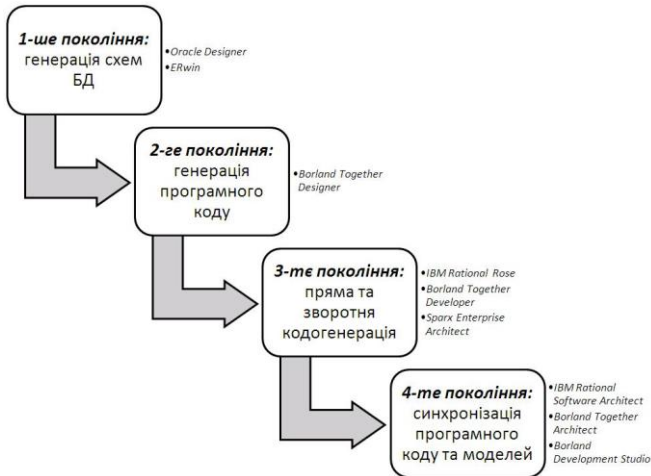 1-ше покоління:
генерація схем
БД
•Oracle Designer
•ERwin
2-ге покоління:
генерація
програмного
коду
•Borland Together
Designer
3-тє покоління:
пряма та
зворотня
кодогенерація
•IBM Rational Rose
•Borland Together
Developer
•Sparx Enterprise
Architect
4-те покоління:
синхронізація
програмного
коду та моделей
•IBM Rational
Software Architect
•Borland Together
Architect
•Borland
Development Studio